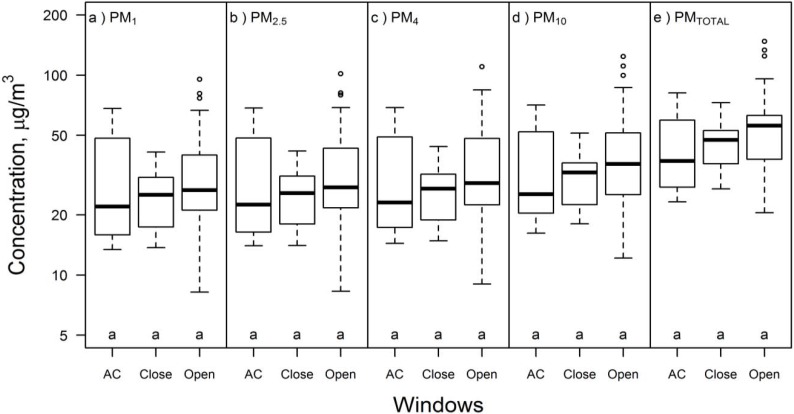 a ) PM1 b ) PM2.5 c ) PM4 d ) PM10 e ) PMTOTAL
200
100
50
20
10
5
Concentration, μg/m3
a a a a a a a a a a a a a a a
AC Close Open AC Close Open AC Close Open AC Close Open AC Close Open
Windows